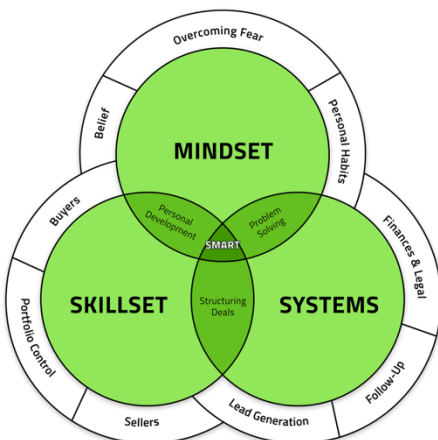 Overcoming Fear
Belief
Personal Habits
MINDSET
Buyers
Personal
Development
Problem
Solving
SMART
Finances & Legal
SKILLSET
Structuring
Deals
SYSTEMS
Portfolio Control
Sellers
Lead Generation
Follow-Up